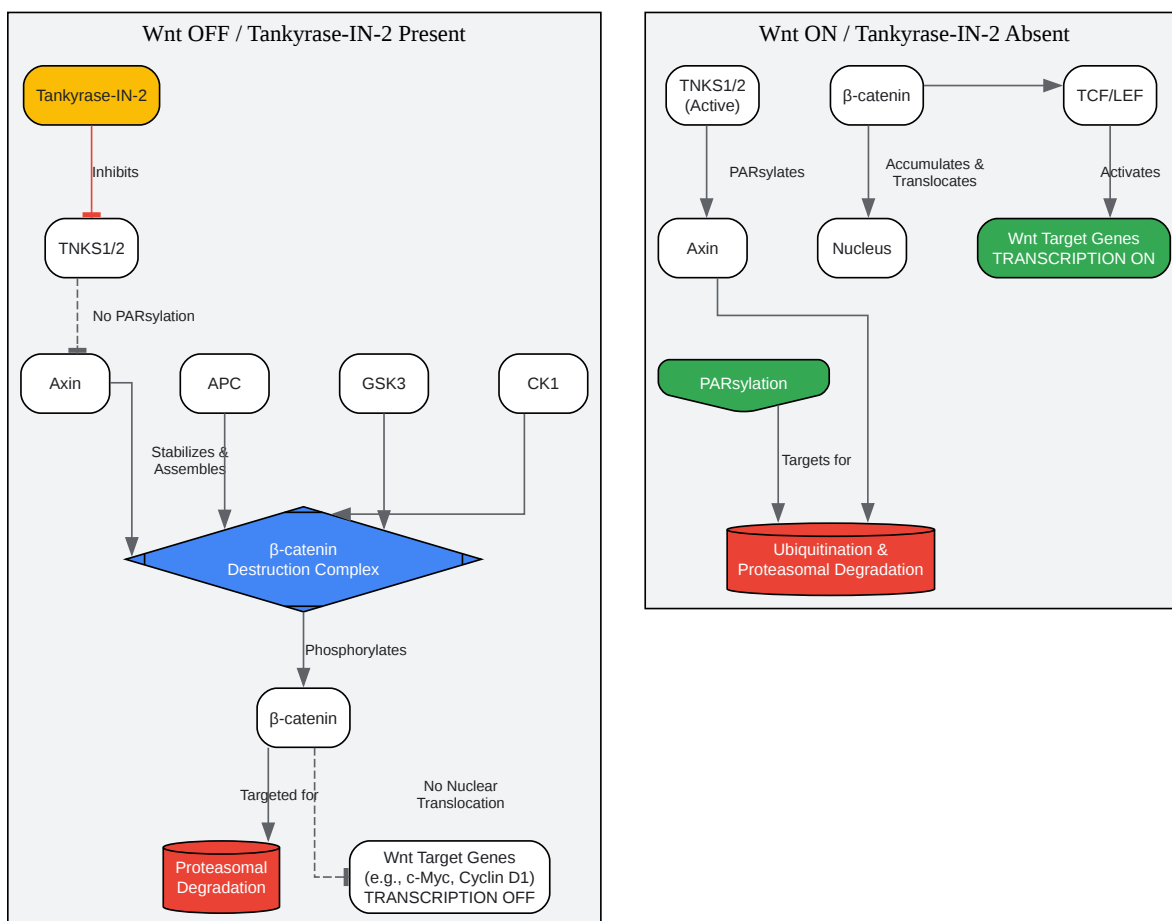 Wnt OFF / Tankyrase-IN-2 Present
Tankyrase-IN-2
Inhibits
TNKS1/2
No PARsylation
Axin
APC
GSK3
CK1
Stabilizes &
Assembles
β-catenin
Destruction Complex
Phosphorylates
β-catenin
Targeted for
No Nuclear
Translocation
Proteasomal
Degradation
Wnt Target Genes
(e.g., c-Myc, Cyclin D1)
TRANSCRIPTION OFF
Wnt ON / Tankyrase-IN-2 Absent
TNKS1/2
(Active)
β-catenin
TCF/LEF
PARsylates
Accumulates &
Translocates
Activates
Axin
Nucleus
Wnt Target Genes
TRANSCRIPTION ON
PARsylation
Targets for
Ubiquitination &
Proteasomal Degradation